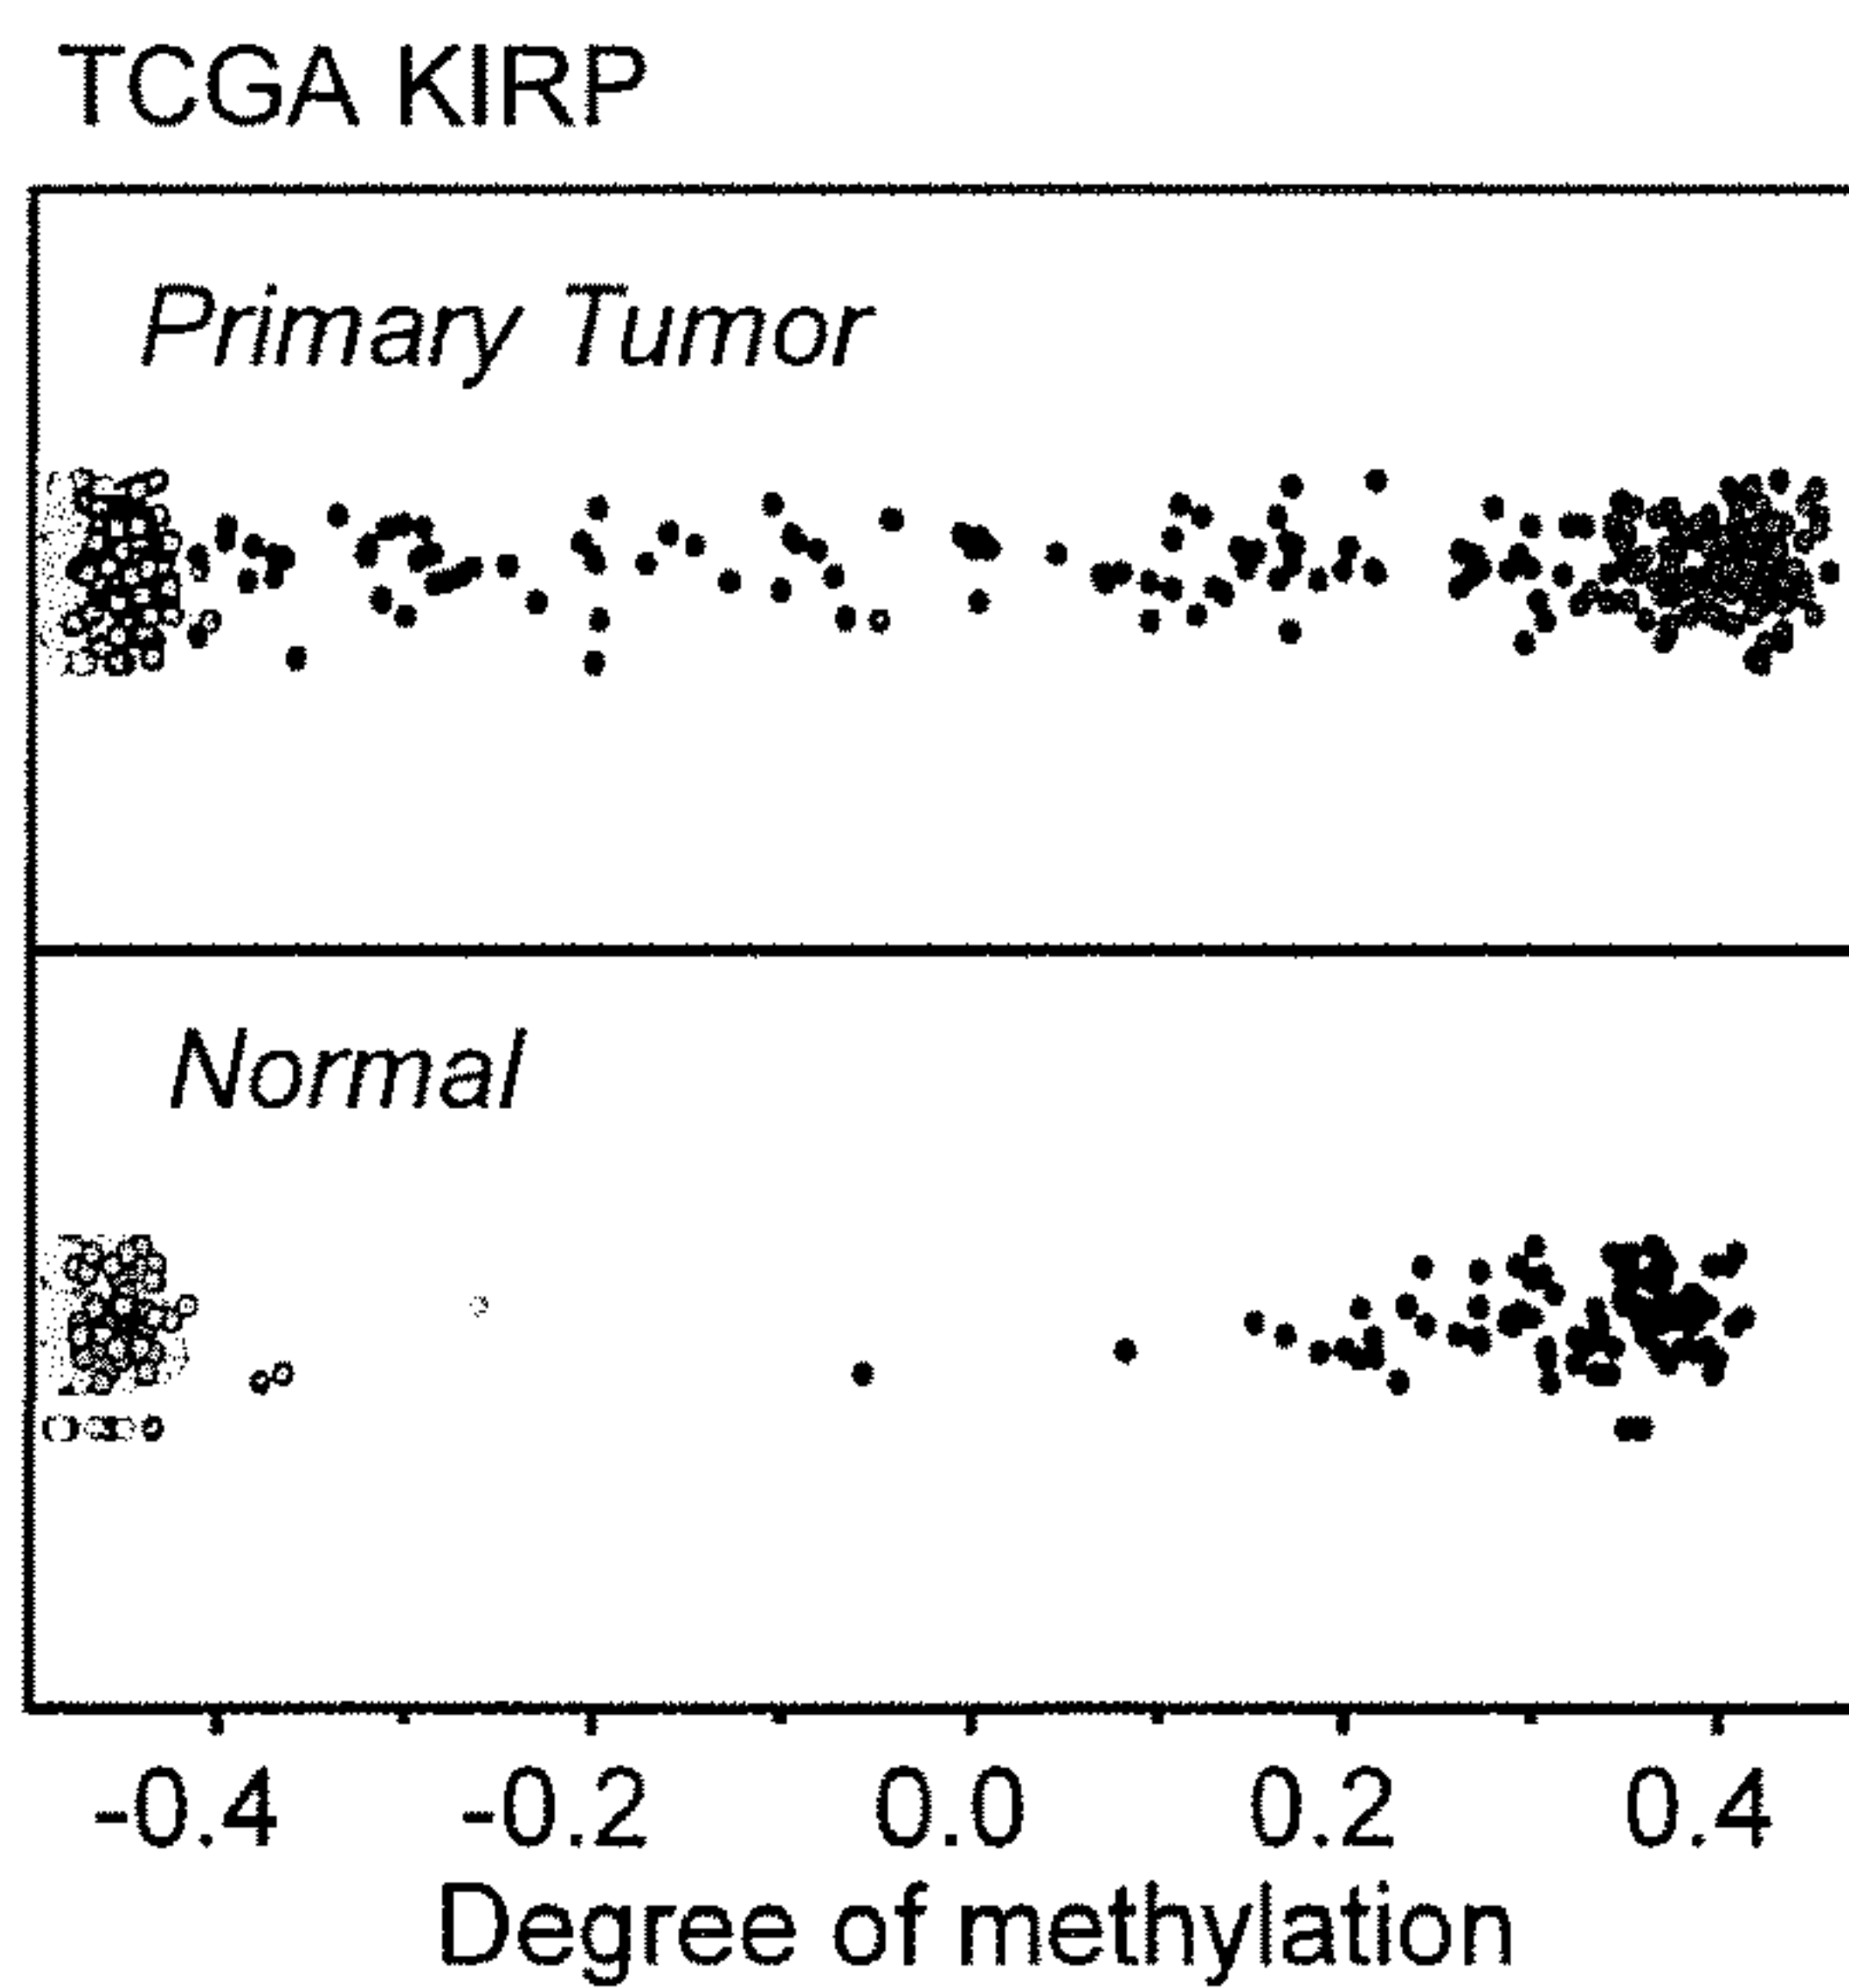 TCGA KIRP
Primary Tumor
Normal
-0.4 -0.2 0.0 0.2 0.4
Degree of methylation